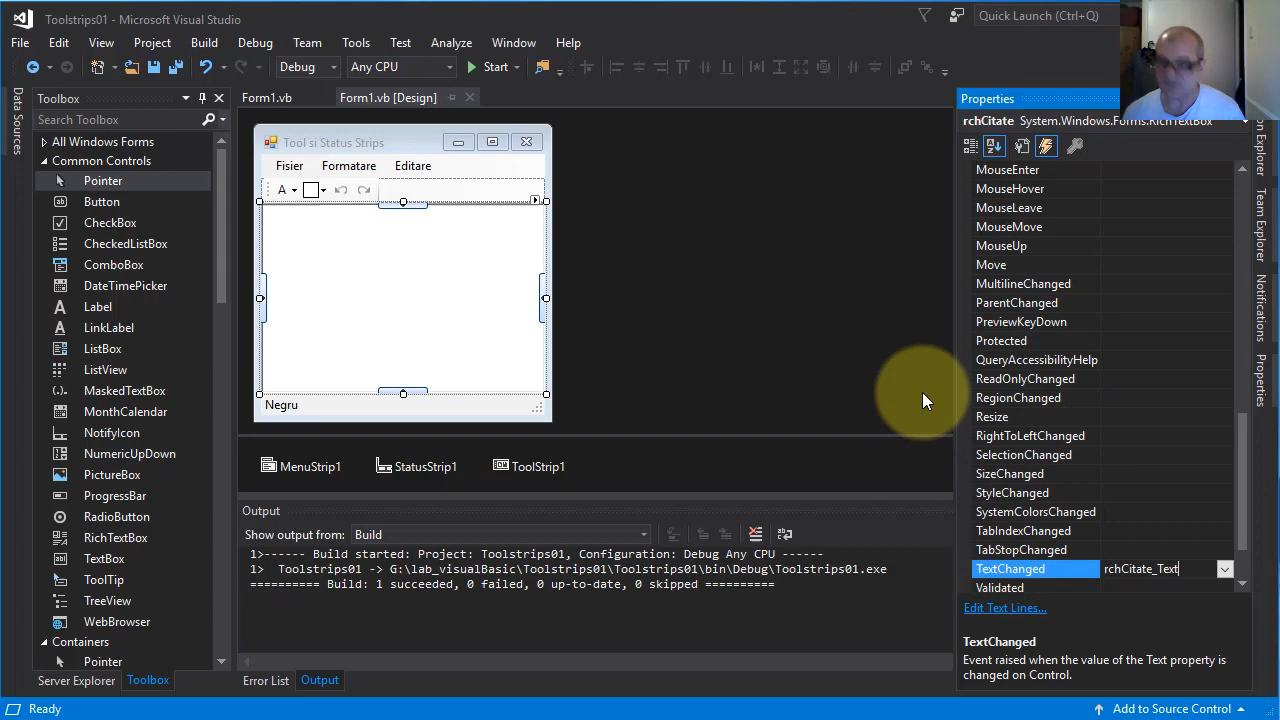 Toolstrips01 - Microsoft Visual Studio
Quick Launch (Ctrl+Q)
File Edit View Project Build Debug Team Tools Test Analyze Window Help
Debug Any CPU Start
Data Sources
Toolbox
Search Toolbox
All Windows Forms
Common Controls
Pointer
Button
CheckBox
CheckedListBox
ComboBox
DateTimePicker
Label
LinkLabel
ListBox
ListView
MaskedTextBox
MonthCalendar
NotifyIcon
NumericUpDown
PictureBox
ProgressBar
RadioButton
RichTextBox
TextBox
ToolTip
TreeView
WebBrowser
Containers
Pointer
Server Explorer Toolbox
Form1.vb Form1.vb [Design]
Tool si Status Strips
Fisier Formatare Editare
A
Negru
MenuStrip1 StatusStrip1 ToolStrip1
Output
Show output from: Build
1>------ Build started: Project: Toolstrips01, Configuration: Debug Any CPU ------
1> Toolstrips01 -> G:\lab_visualBasic\Toolstrips01\Toolstrips01\bin\Debug\Toolstrips01.exe
========== Build: 1 succeeded, 0 failed, 0 up-to-date, 0 skipped ==========
Error List Output
Properties
rchCitate System.Windows.Forms.RichTextBox
MouseEnter
MouseHover
MouseLeave
MouseMove
MouseUp
Move
MultilineChanged
ParentChanged
PreviewKeyDown
Protected
QueryAccessibilityHelp
ReadOnlyChanged
RegionChanged
Resize
RightToLeftChanged
SelectionChanged
SizeChanged
StyleChanged
SystemColorsChanged
TabIndexChanged
TabStopChanged
TextChanged rchCitate_Text
Validated
Edit Text Lines...
TextChanged
Event raised when the value of the Text property is
changed on Control.
Explorer
Team Explorer
Notifications
Properties
Ready
Add to Source Control